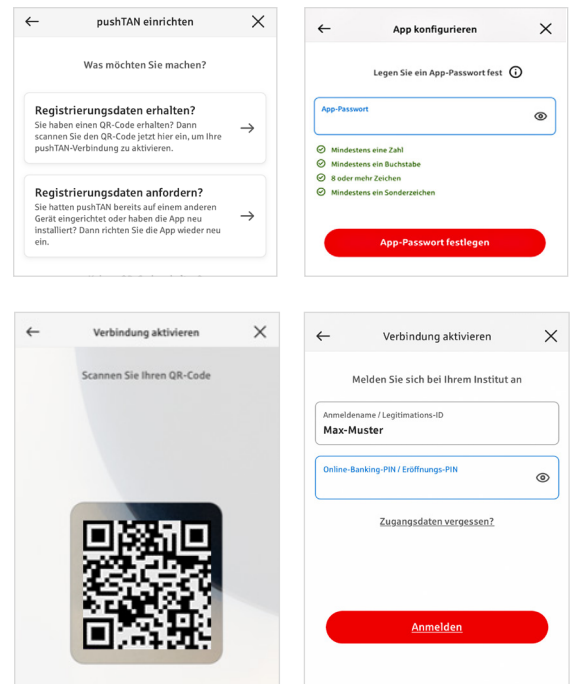 pushTAN einrichten
Was möchten Sie machen?
Registrierungsdaten erhalten?
Sie haben einen QR-Code erhalten? Dann
scannen Sie den QR-Code jetzt hier ein, um Ihre
pushTAN-Verbindung zu aktivieren.
Registrierungsdaten anfordern?
Sie hatten pushTAN bereits auf einem anderen
Gerät eingerichtet oder haben die App neu
installiert? Dann richten Sie die App wieder neu
ein.
App konfigurieren
Legen Sie ein App-Passwort fest
App-Passwort
Mindestens eine Zahl
Mindestens ein Buchstabe
8 oder mehr Zeichen
Mindestens ein Sonderzeichen
App-Passwort festlegen
Verbindung aktivieren
Scannen Sie Ihren QR-Code
Verbindung aktivieren
Melden Sie sich bei Ihrem Institut an
Anmeldename / Legitimations-ID
Max-Muster
Online-Banking-PIN / Eröffnungs-PIN
Zugangsdaten vergessen?
Anmelden